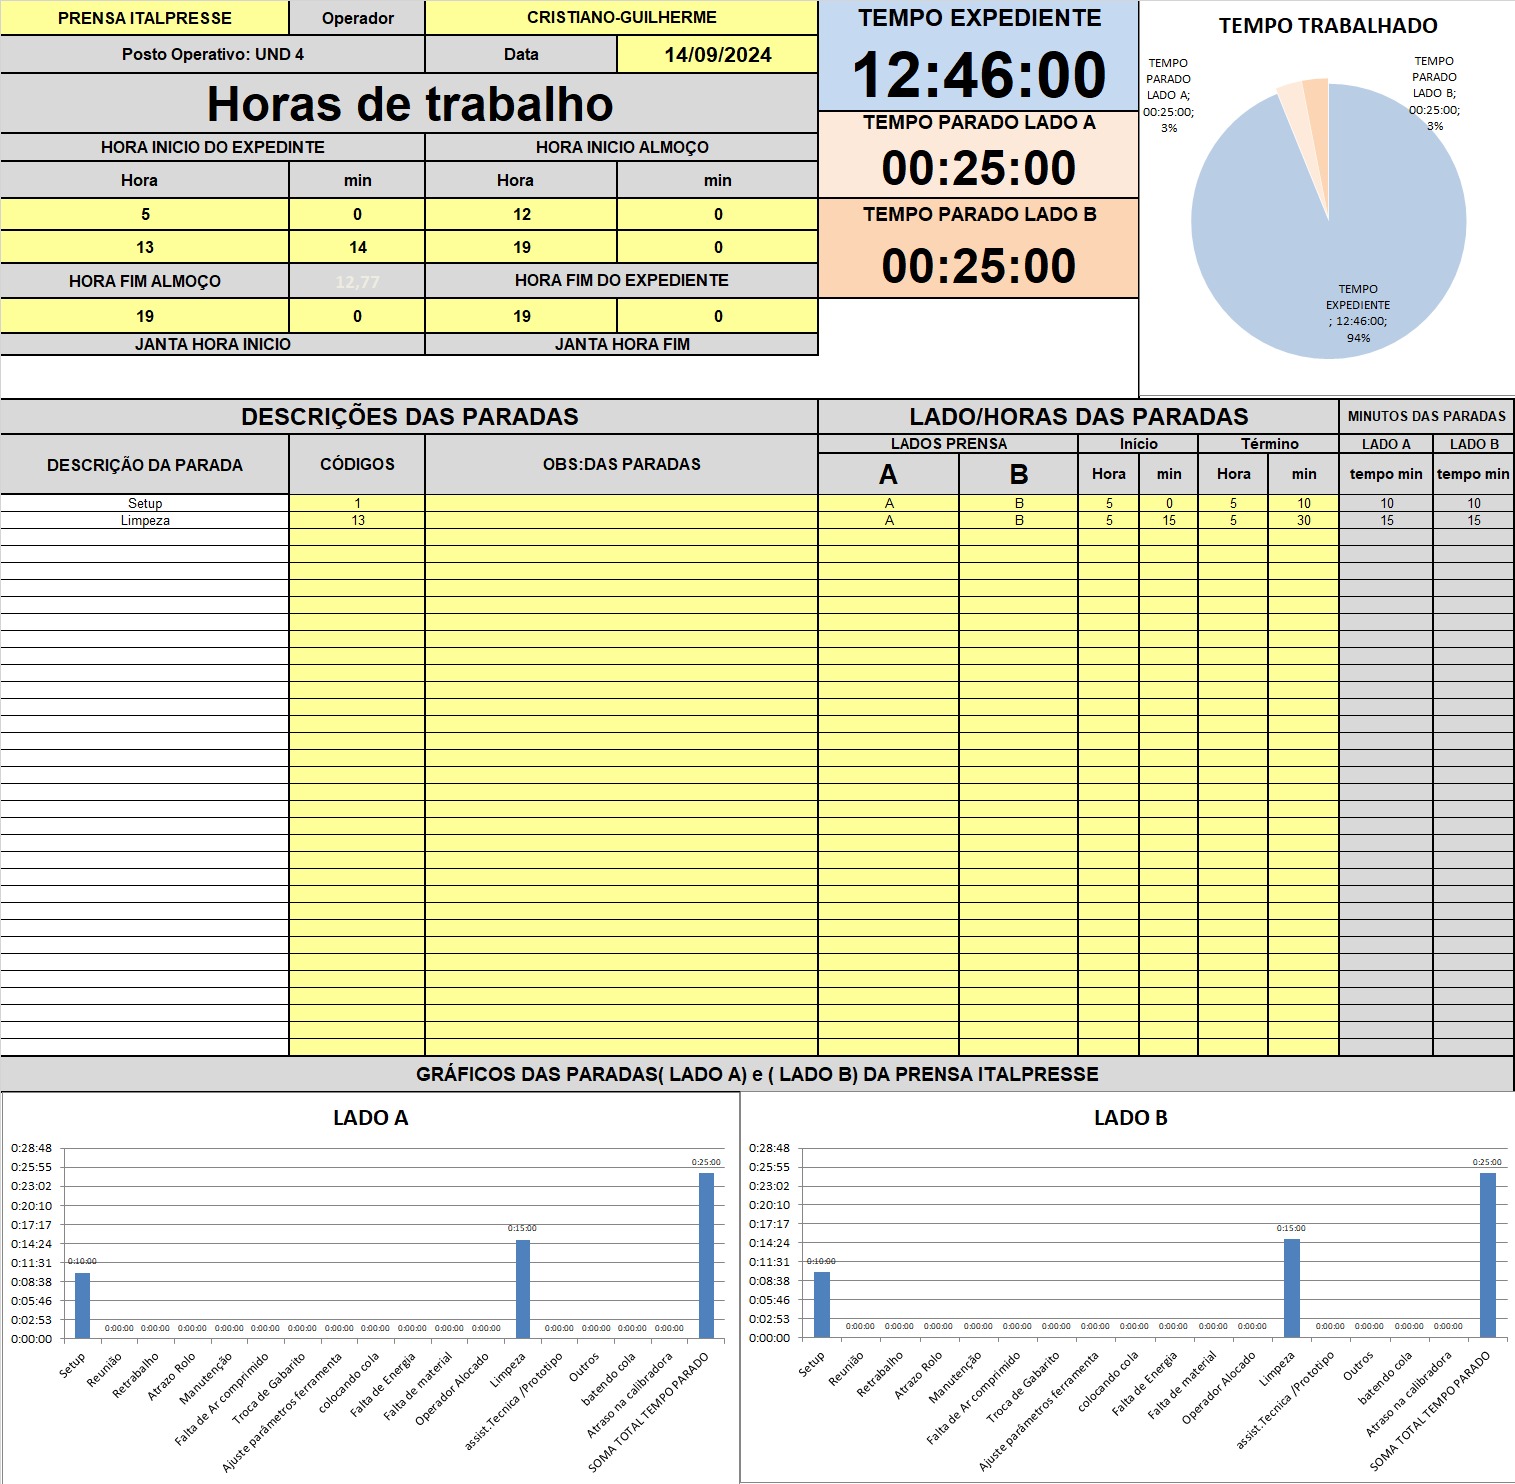 PRENSA ITALPRESSE Operador CRISTIANO-GUILHERME
Posto Operativo: UND 4 Data 14/09/2024
Horas de trabalho
HORA INICIO DO EXPEDINTE HORA INICIO ALMOÇO
Hora min Hora min
5 0 12 0
13 14 19 0
HORA FIM ALMOÇO 12,77 HORA FIM DO EXPEDIENTE
19 0 19 0
JANTA HORA INICIO JANTA HORA FIM
TEMPO EXPEDIENTE
12:46:00
TEMPO PARADO LADO A
00:25:00
TEMPO PARADO LADO B
00:25:00
TEMPO TRABALHADO
TEMPO
PARADO
LADO A;
00:25:00;
3%
TEMPO
PARADO
LADO B;
00:25:00;
3%
TEMPO
EXPEDIENTE
; 12:46:00;
94%
DESCRIÇÕES DAS PARADAS LADO/HORAS DAS PARADAS MINUTOS DAS PARADAS
LADOS PRENSA Início Término LADO A LADO B
DESCRIÇÃO DA PARADA CÓDIGOS OBS:DAS PARADAS A B Hora min Hora min tempo min tempo min
Setup 1 A B 5 0 5 10 10 10
Limpeza 13 A B 5 15 5 30 15 15
GRÁFICOS DAS PARADAS( LADO A) e ( LADO B) DA PRENSA ITALPRESSE
LADO A
0:28:48
0:25:55
0:23:02
0:20:10
0:17:17
0:14:24
0:11:31
0:08:38
0:05:46
0:02:53
0:00:00
0:10:00 0:00:00 0:00:00 0:00:00 0:00:00 0:00:00 0:00:00 0:00:00 0:00:00 0:00:00 0:00:00 0:00:00 0:15:00 0:00:00 0:00:00 0:00:00 0:00:00 0:25:00
Setup
Reunião
Retrabalho
Atrazo Rolo
Manutenção
Falta de Ar comprimido
Troca de Gabarito
Ajuste parâmetros ferramenta
colocando cola
Falta de Energia
Falta de material
Operador Alocado
Limpeza
assist.Tecnica /Prototipo
Outros
batendo cola
Atraso na calibradora
SOMA TOTAL TEMPO PARADO
LADO B
0:28:48
0:25:55
0:23:02
0:20:10
0:17:17
0:14:24
0:11:31
0:08:38
0:05:46
0:02:53
0:00:00
0:10:00 0:00:00 0:00:00 0:00:00 0:00:00 0:00:00 0:00:00 0:00:00 0:00:00 0:00:00 0:00:00 0:00:00 0:15:00 0:00:00 0:00:00 0:00:00 0:00:00 0:25:00
Setup
Reunião
Retrabalho
Atrazo Rolo
Manutenção
Falta de Ar comprimido
Troca de Gabarito
Ajuste parâmetros ferramenta
colocando cola
Falta de Energia
Falta de material
Operador Alocado
Limpeza
assist.Tecnica /Prototipo
Outros
batendo cola
Atraso na calibradora
SOMA TOTAL TEMPO PARADO